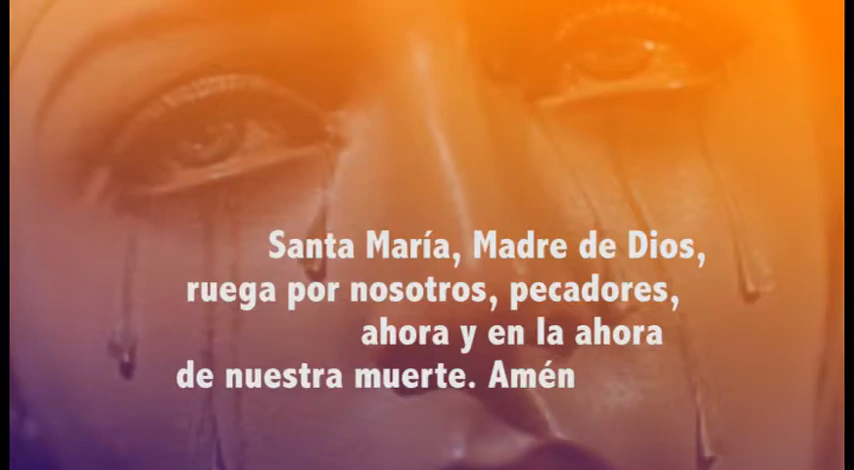 Santa María, Madre de Dios,
ruega por nosotros, pecadores,
ahora y en la ahora
de nuestra muerte. Amén